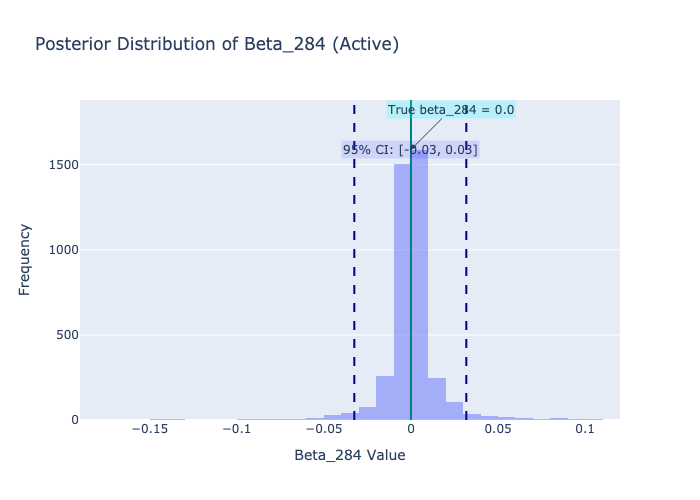 Posterior Distribution of Beta_284 (Active)
True beta_284 = 0.0
95% CI: [-0.03, 0.03]
1500
1000
500
0
Frequency
−0.15
−0.1
−0.05
0
0.05
0.1
Beta_284 Value